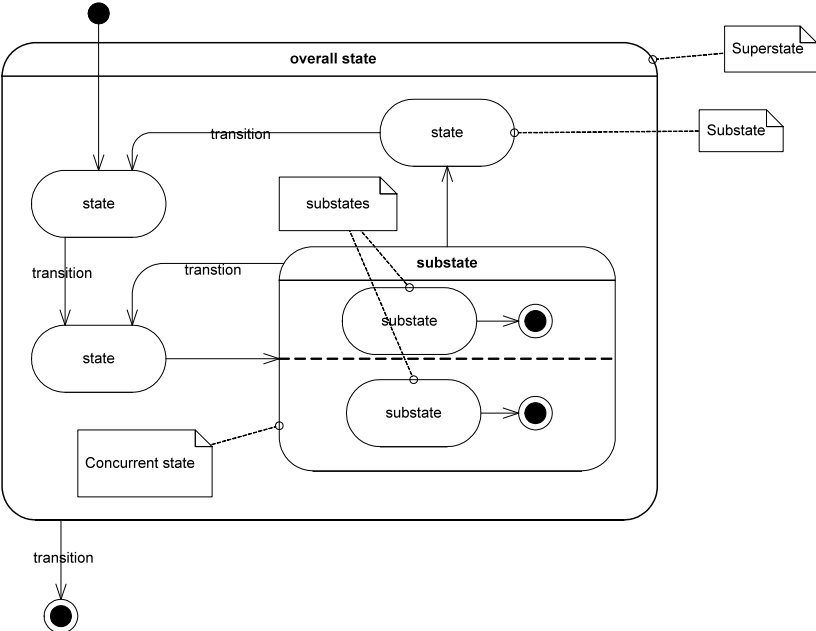 overall state
Superstate
transition
state
Substate
state
substates
transition
transtion
substate
substate
state
substate
Concurrent state
transition